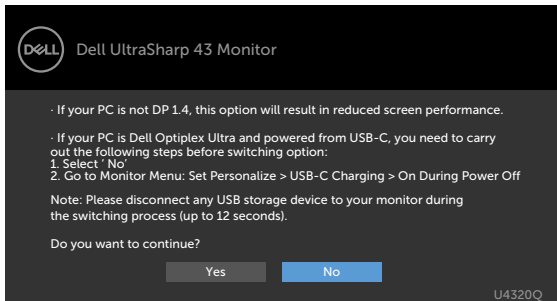 DELL Dell UltraSharp 43 Monitor
· If your PC is not DP 1.4, this option will result in reduced screen performance.
· If your PC is Dell Optiplex Ultra and powered from USB-C, you need to carry
out the following steps before switching option:
1. Select ‘ No’
2. Go to Monitor Menu: Set Personalize > USB-C Charging > On During Power Off
Note: Please disconnect any USB storage device to your monitor during
the switching process (up to 12 seconds).
Do you want to continue?
Yes No
U4320Q